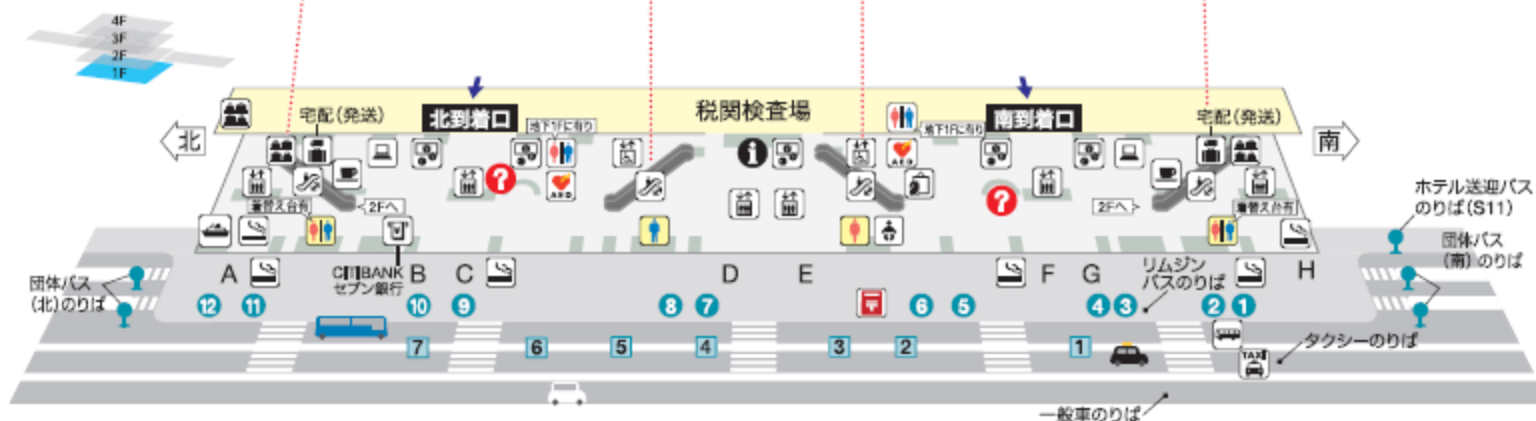 4F
3F
2F
1F
北
宅配(発送)
北到着口
地下1Fに有り
税関検査場
地下1Fに有り
南到着口
宅配(発送)
南
i
?
AED
AED
?
着替え台有
2Fへ
2Fへ
着替え台有
ホテル送迎バス
のりば(S11)
団体バス
(南)のりば
団体バス
(北)のりば
A
CITIBANK
セブン銀行
B
C
D
E
F
G
リムジン
バスのりば
H
12
11
10
9
8
7
〒
6
5
4
3
2
1
7
6
5
4
3
2
1
TAXI
タクシーのりば
一般車のりば